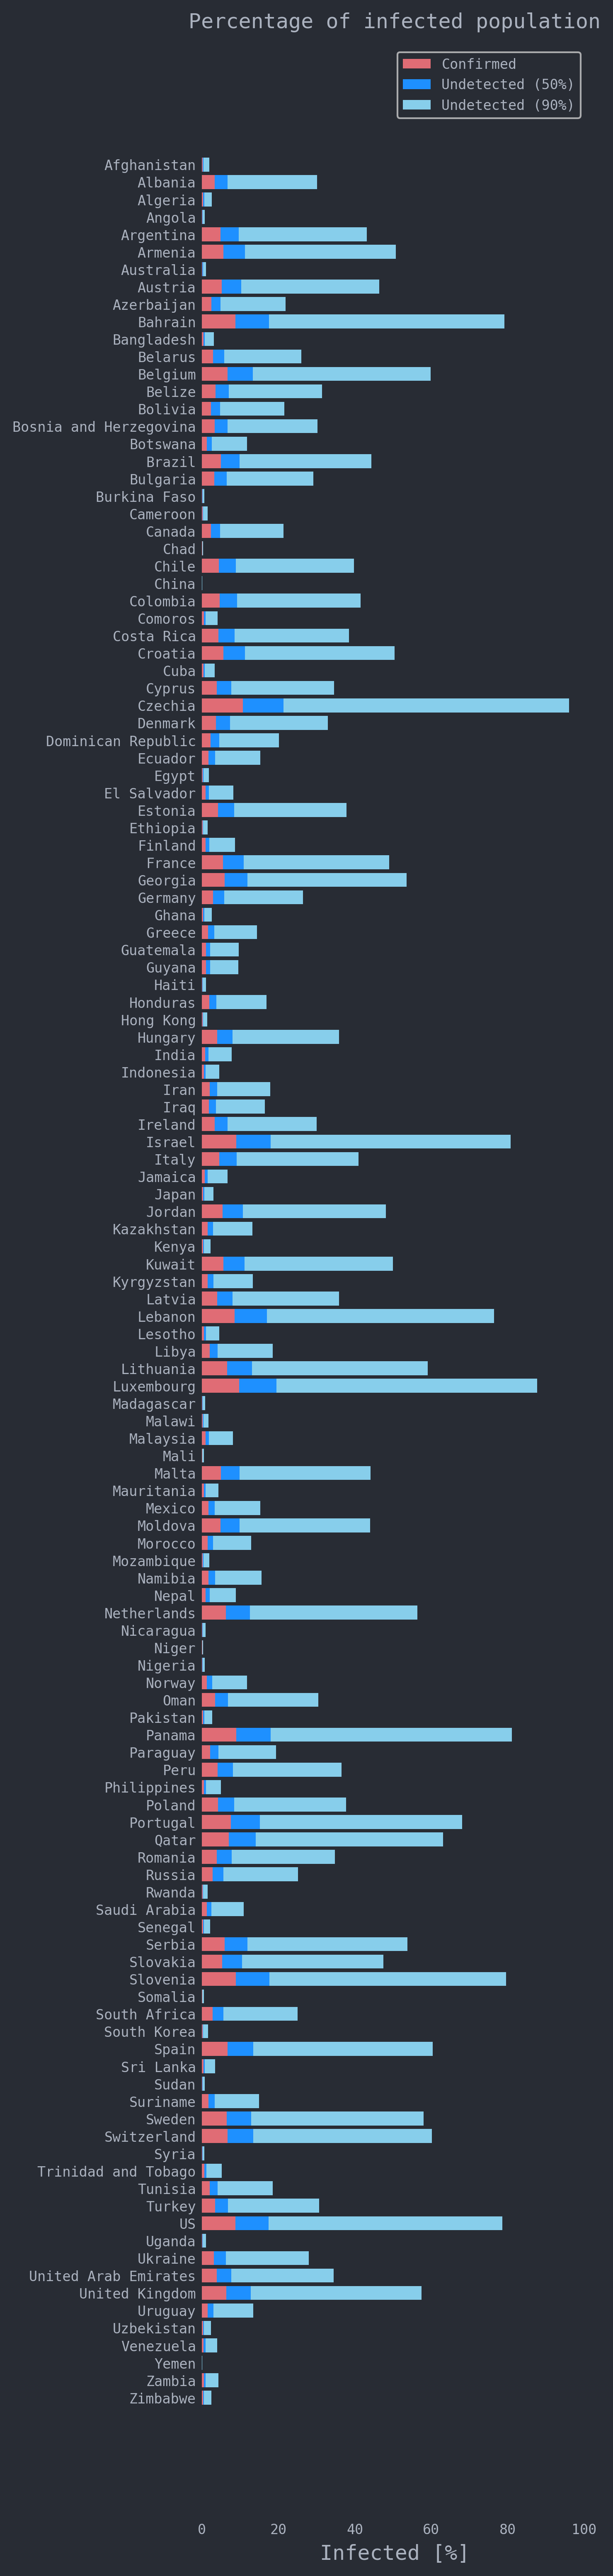 Percentage of infected population
Confirmed
Undetected (50%)
Undetected (90%)
Afghanistan
Albania
Algeria
Angola
Argentina
Armenia
Australia
Austria
Azerbaijan
Bahrain
Bangladesh
Belarus
Belgium
Belize
Bolivia
Bosnia and Herzegovina
Botswana
Brazil
Bulgaria
Burkina Faso
Cameroon
Canada
Chad
Chile
China
Colombia
Comoros
Costa Rica
Croatia
Cuba
Cyprus
Czechia
Denmark
Dominican Republic
Ecuador
Egypt
El Salvador
Estonia
Ethiopia
Finland
France
Georgia
Germany
Ghana
Greece
Guatemala
Guyana
Haiti
Honduras
Hong Kong
Hungary
India
Indonesia
Iran
Iraq
Ireland
Israel
Italy
Jamaica
Japan
Jordan
Kazakhstan
Kenya
Kuwait
Kyrgyzstan
Latvia
Lebanon
Lesotho
Libya
Lithuania
Luxembourg
Madagascar
Malawi
Malaysia
Mali
Malta
Mauritania
Mexico
Moldova
Morocco
Mozambique
Namibia
Nepal
Netherlands
Nicaragua
Niger
Nigeria
Norway
Oman
Pakistan
Panama
Paraguay
Peru
Philippines
Poland
Portugal
Qatar
Romania
Russia
Rwanda
Saudi Arabia
Senegal
Serbia
Slovakia
Slovenia
Somalia
South Africa
South Korea
Spain
Sri Lanka
Sudan
Suriname
Sweden
Switzerland
Syria
Trinidad and Tobago
Tunisia
Turkey
US
Uganda
Ukraine
United Arab Emirates
United Kingdom
Uruguay
Uzbekistan
Venezuela
Yemen
Zambia
Zimbabwe
0 20 40 60 80 100
Infected [%]